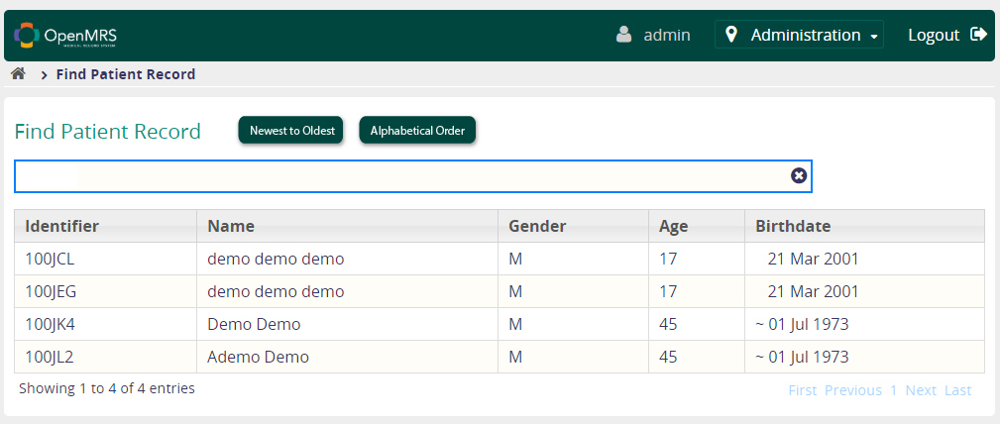 OpenMRS
MEDICAL RECORD SYSTEM
admin
Administration
Logout
Find Patient Record
Find Patient Record
Newest to Oldest
Alphabetical Order
Identifier Name Gender Age Birthdate
100JCL demo demo demo M 17 21 Mar 2001
100JEG demo demo demo M 17 21 Mar 2001
100JK4 Demo Demo M 45 ~ 01 Jul 1973
100JL2 Ademo Demo M 45 ~ 01 Jul 1973
Showing 1 to 4 of 4 entries
First Previous 1 Next Last